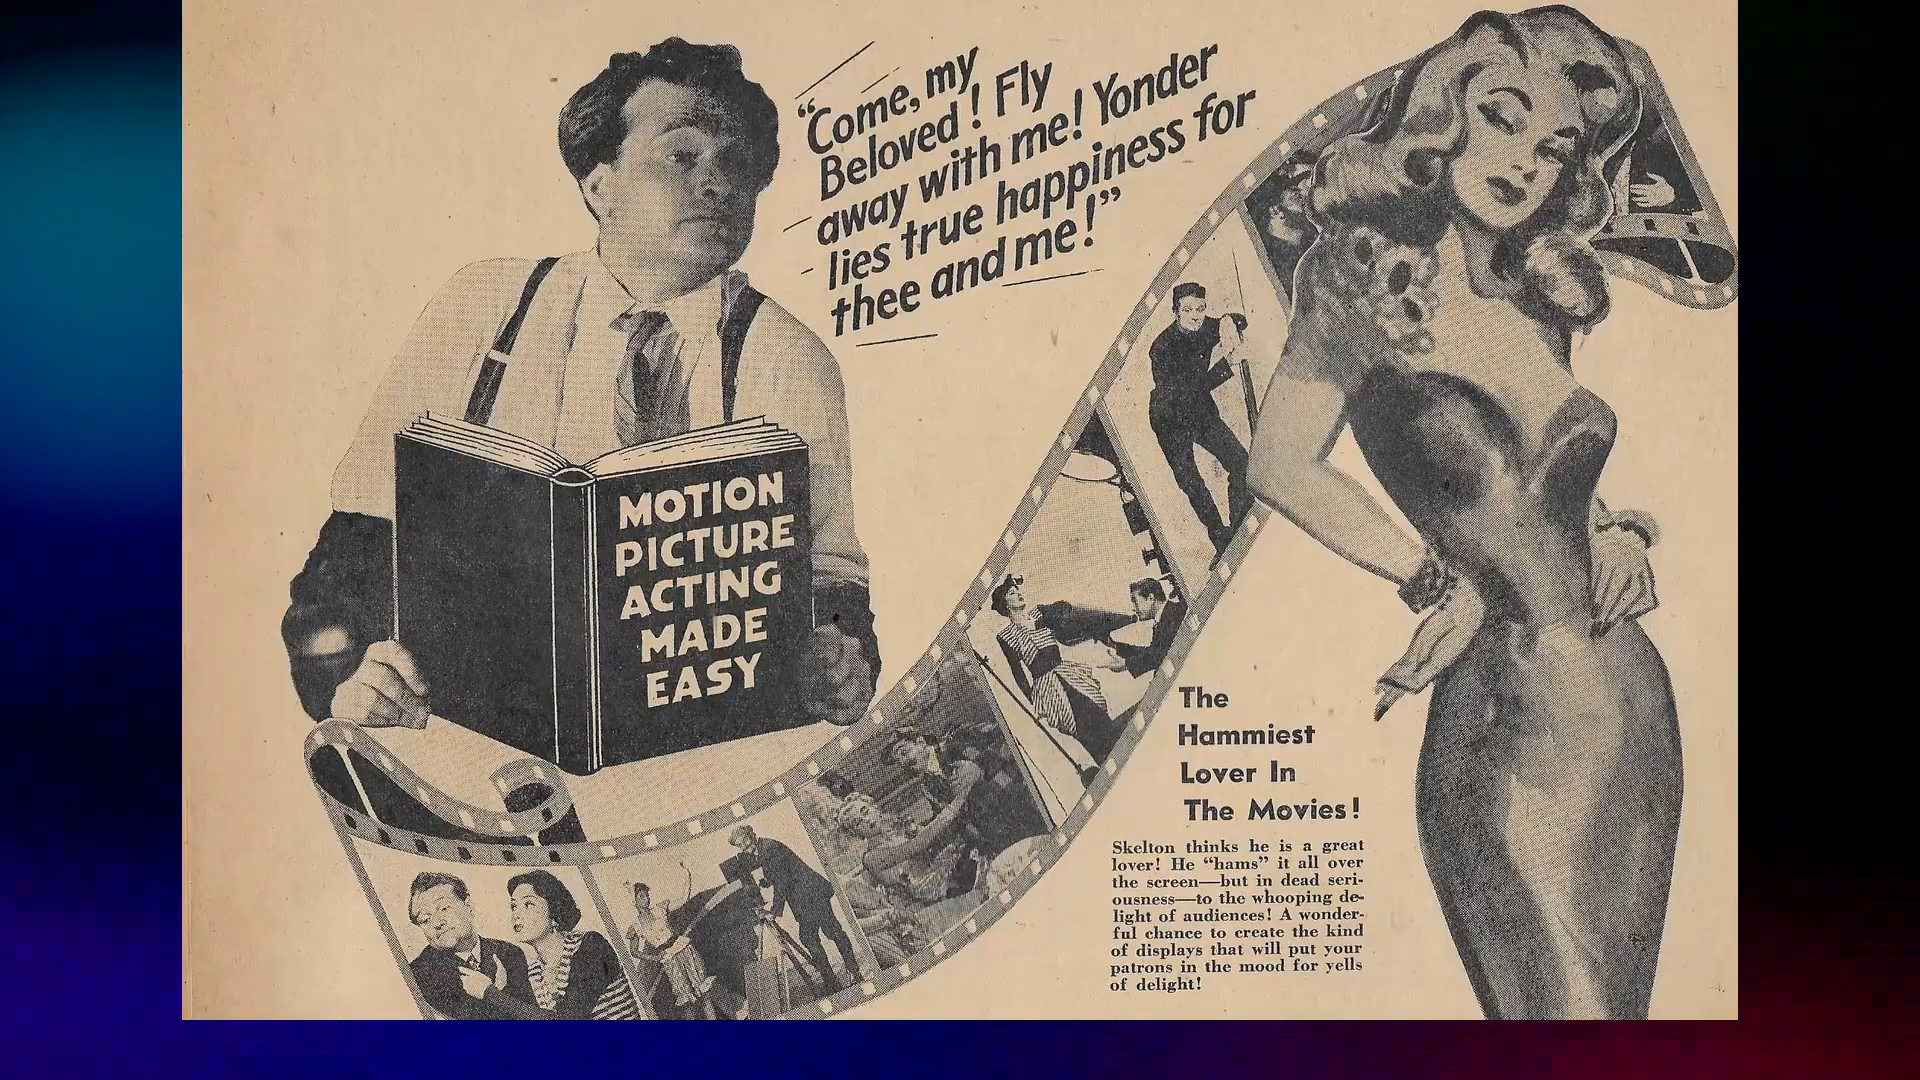 “Come, my
Beloved! Fly
away with me! Yonder
lies true happiness for
thee and me!”
MOTION
PICTURE
ACTING
MADE
EASY
The
Hammiest
Lover In
The Movies!
Skelton thinks he is a great
lover! He “hams” it all over
the screen—but in dead seri-
ousness—to the whooping de-
light of audiences! A wonder-
ful chance to create the kind
of displays that will put your
patrons in the mood for yells
of delight!